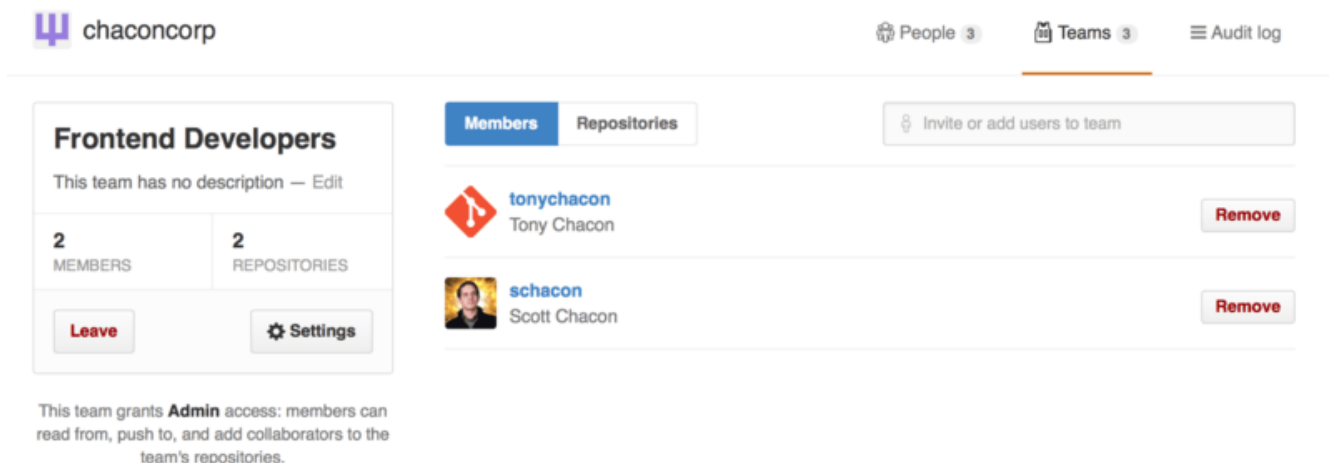 chaconcorp
People 3
Teams 3
Audit log
Frontend Developers
This team has no description — Edit
2
MEMBERS
2
REPOSITORIES
Leave
Settings
This team grants Admin access: members can
read from, push to, and add collaborators to the
team's repositories.
Members
Repositories
Invite or add users to team
tonychacon
Tony Chacon
Remove
schacon
Scott Chacon
Remove